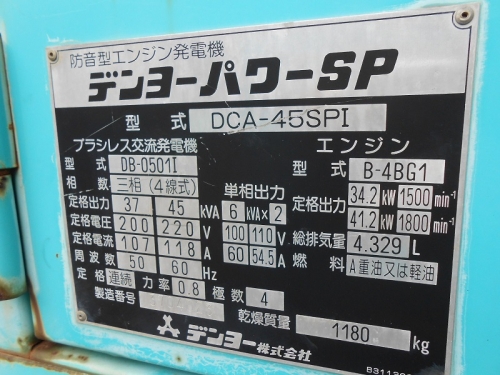 防音型エンジン発電機
デンヨーパワーSP
型式 DCA-45SPI
ブラシレス交流発電機 エンジン
型式 DB-0501I 型式 B-4BG1
相数 三相(4線式) 単相出力 定格出力 34.2 kW 1500 min⁻¹
定格出力 37 45 kVA 6 kVA×2 41.2 kW 1800 min⁻¹
定格電圧 200 220 V 100 110 V 総排気量 4.329 L
定格電流 107 118 A 60 54.5 A 燃料 A重油又は軽油
周波数 50 60 Hz
定格 連続 力率 0.8 極数 4
製造番号 乾燥質量 1180 kg
デンヨー株式会社